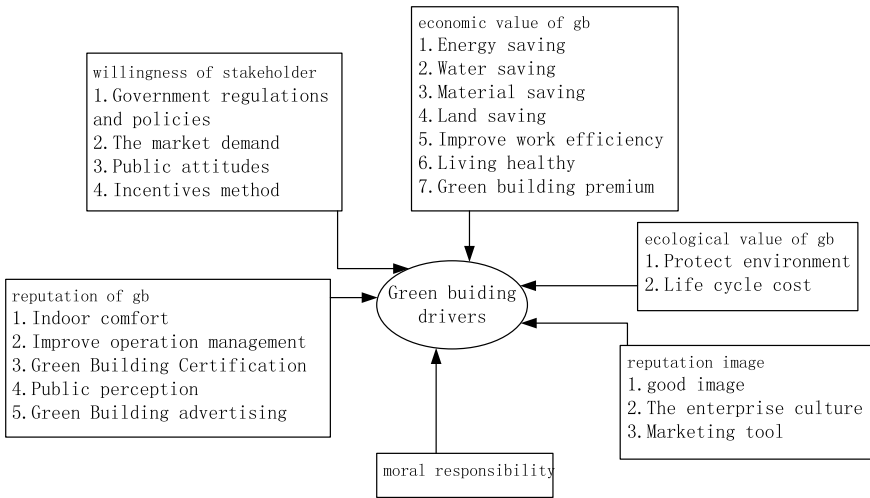 economic value of gb
1.Energy saving
2.Water saving
3.Material saving
4.Land saving
5.Improve work efficiency
6.Living healthy
7.Green building premium
willingness of stakeholder
1.Government regulations
and policies
2.The market demand
3.Public attitudes
4.Incentives method
ecological value of gb
1.Protect environment
2.Life cycle cost
Green buiding
drivers
reputation of gb
1.Indoor comfort
2.Improve operation management
3.Green Building Certification
4.Public perception
5.Green Building advertising
reputation image
1.good image
2.The enterprise culture
3.Marketing tool
moral responsibility